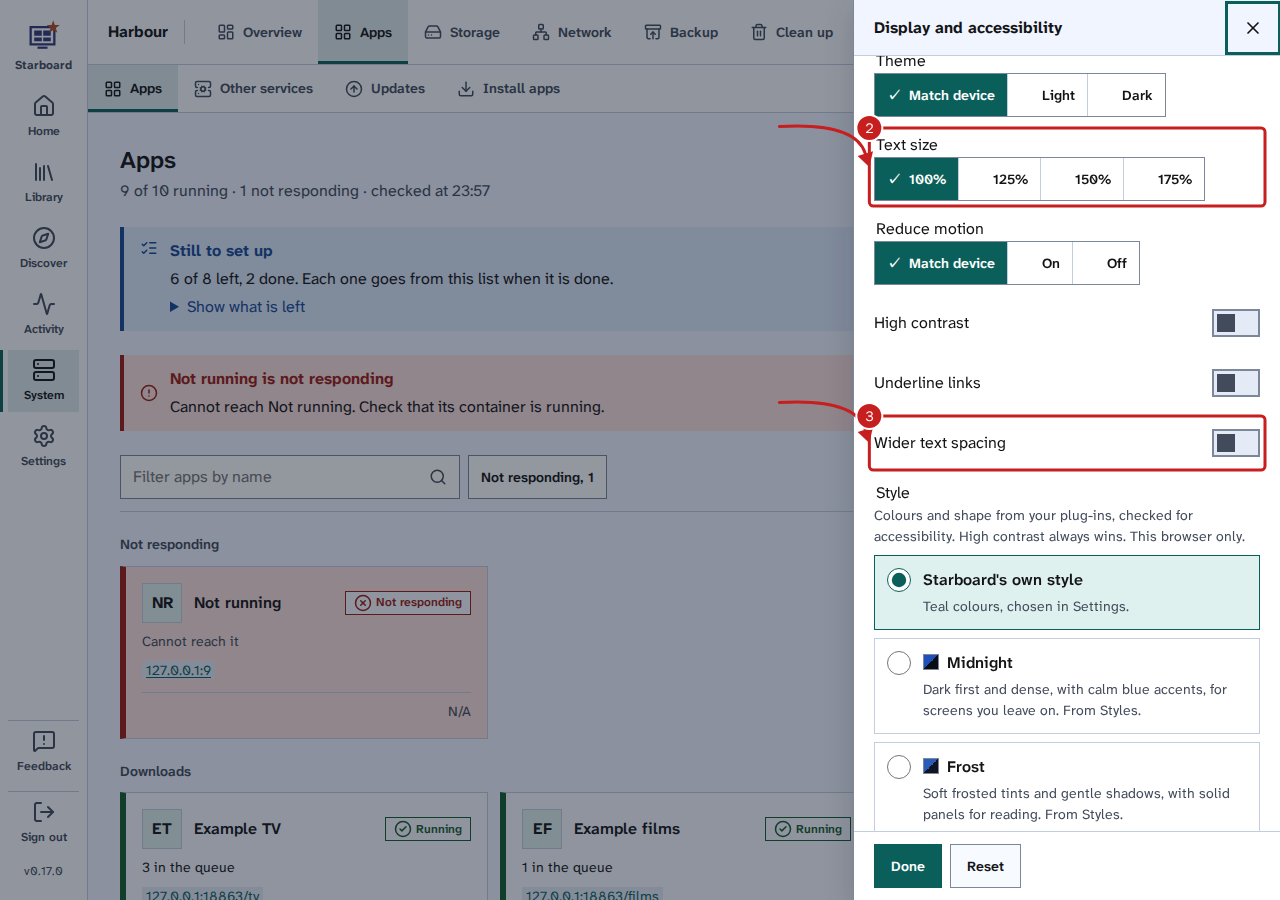 Starboard
Home
Library
Discover
Activity
System
Settings
Feedback
Sign out
v0.17.0
Harbour
Overview
Apps
Storage
Network
Backup
Clean up
Apps
Other services
Updates
Install apps
Apps
9 of 10 running · 1 not responding · checked at 23:57
Still to set up
6 of 8 left, 2 done. Each one goes from this list when it is done.
Show what is left
Not running is not responding
Cannot reach Not running. Check that its container is running.
Filter apps by name
Not responding, 1
Not responding
NR
Not running
Not responding
Cannot reach it
127.0.0.1:9
N/A
Downloads
ET
Example TV
Running
3 in the queue
127.0.0.1:18863/tv
EF
Example films
Running
1 in the queue
127.0.0.1:18863/films
Display and accessibility
Theme
✓ Match device
Light
Dark
2
Text size
✓ 100%
125%
150%
175%
Reduce motion
✓ Match device
On
Off
High contrast
Underline links
3
Wider text spacing
Style
Colours and shape from your plug-ins, checked for
accessibility. High contrast always wins. This browser only.
Starboard's own style
Teal colours, chosen in Settings.
Midnight
Dark first and dense, with calm blue accents, for
screens you leave on. From Styles.
Frost
Soft frosted tints and gentle shadows, with solid
panels for reading. From Styles.
Done
Reset